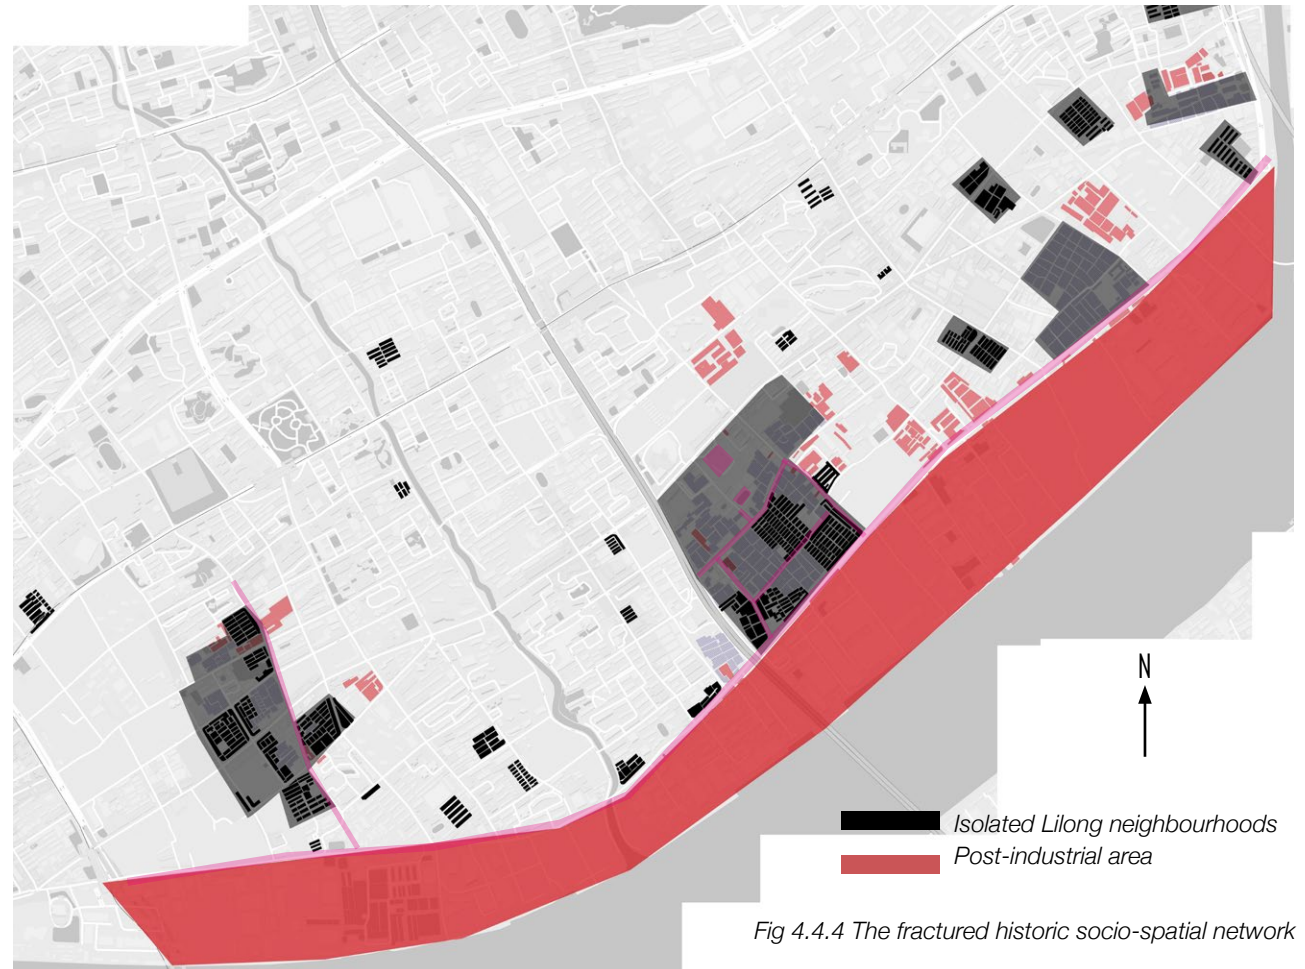 N
Isolated Lilong neighbourhoods
Post-industrial area
Fig 4.4.4 The fractured historic socio-spatial network